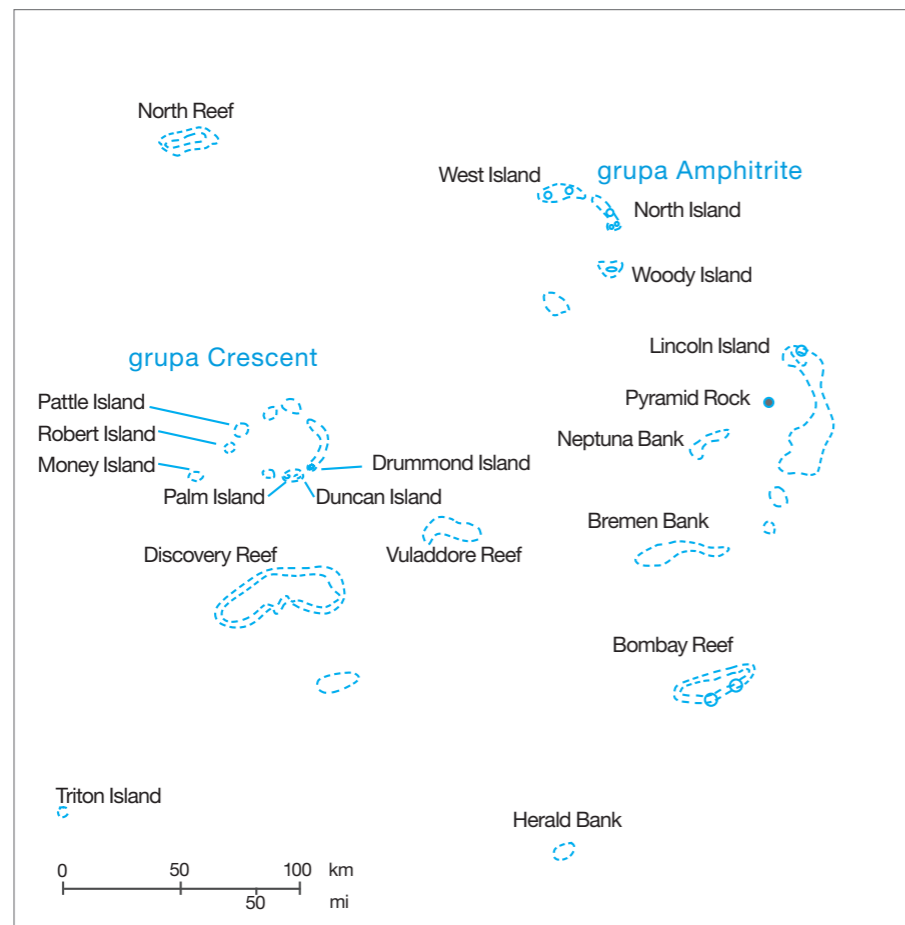 North Reef
West Island
grupa Amphitrite
North Island
Woody Island
Lincoln Island
grupa Crescent
Pyramid Rock
Pattle Island
Robert Island
Neptuna Bank
Money Island
Drummond Island
Palm Island
Duncan Island
Bremen Bank
Discovery Reef
Vuladdore Reef
Bombay Reef
Triton Island
Herald Bank
0 50 100 km
50 mi